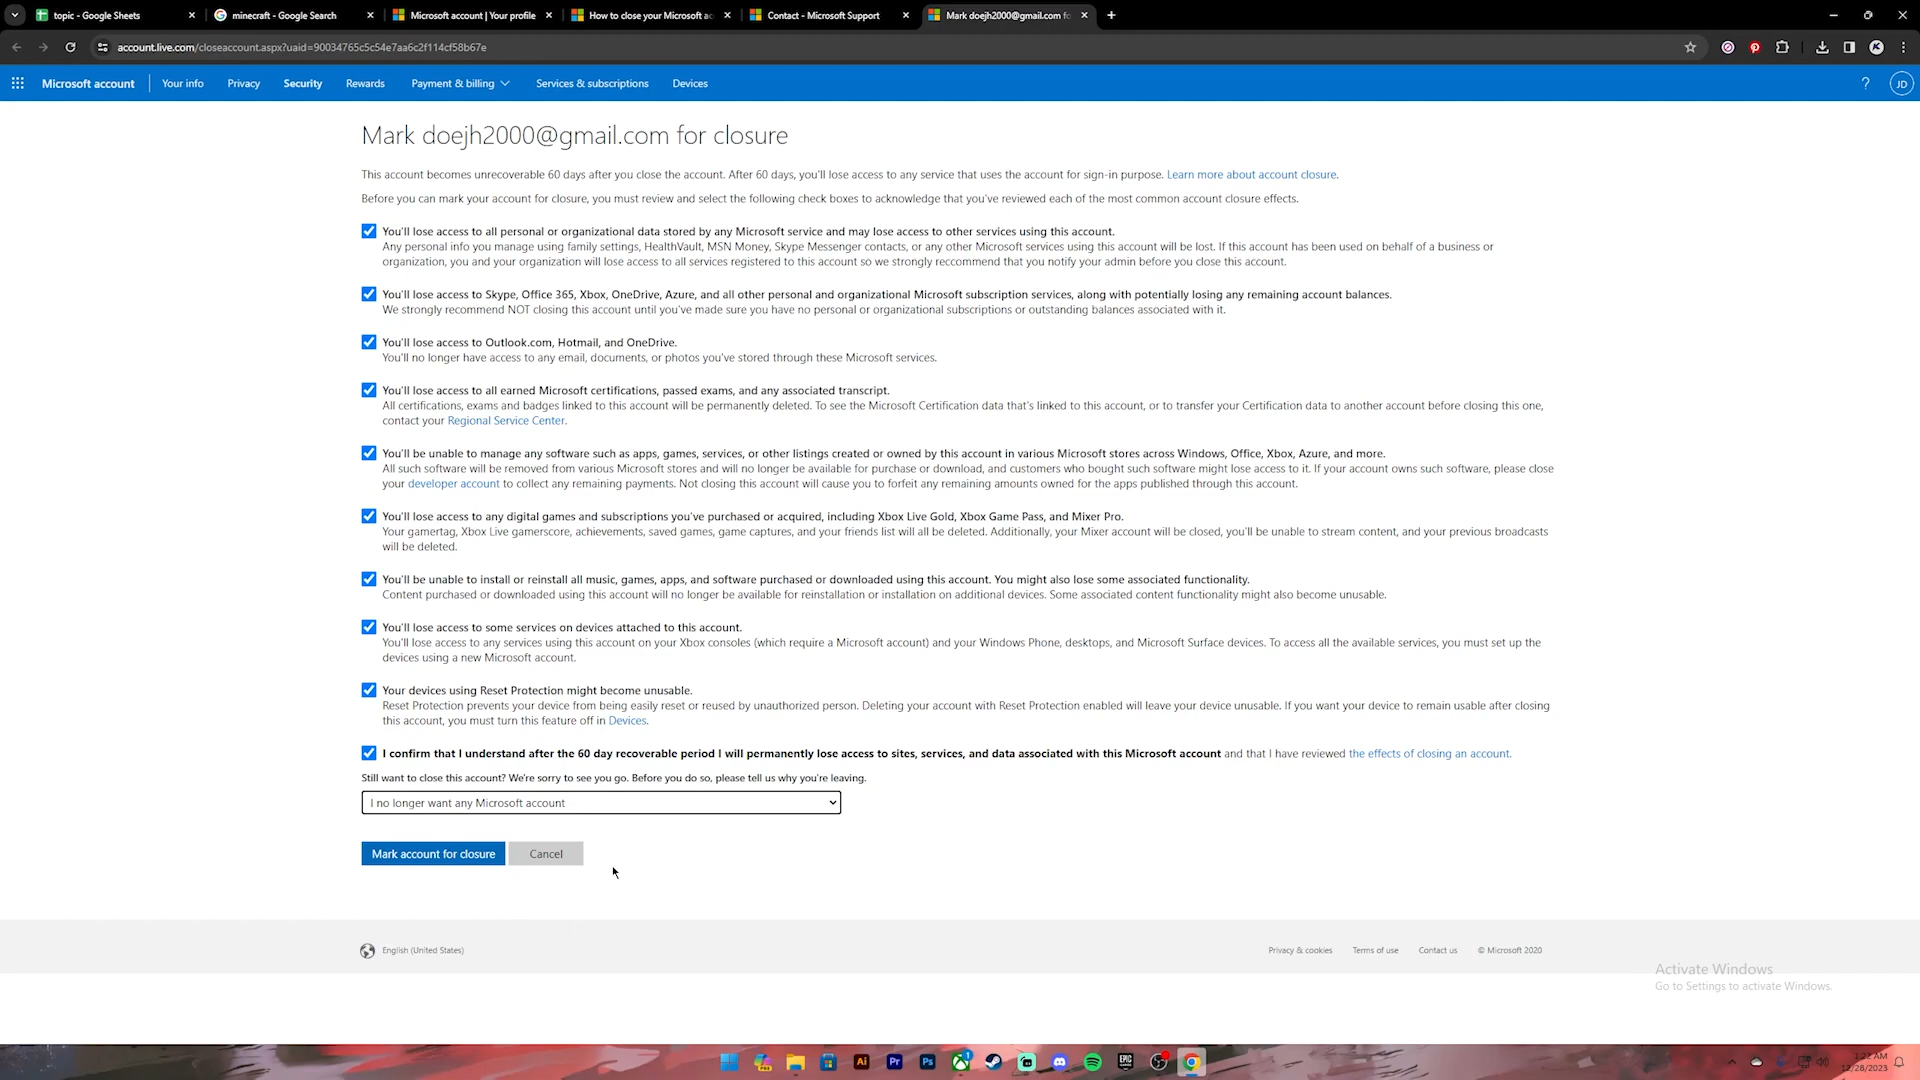 topic - Google Sheets
minecraft - Google Search
Microsoft account | Your profile
How to close your Microsoft ac
Contact - Microsoft Support
Mark doejh2000@gmail.com fo
account.live.com/closeaccount.aspx?uaid=90034765c5c54e7aa6c2f114cf58b67e
Microsoft account
Your info
Privacy
Security
Rewards
Payment & billing
Services & subscriptions
Devices
?
JD
Mark doejh2000@gmail.com for closure
This account becomes unrecoverable 60 days after you close the account. After 60 days, you'll lose access to any service that uses the account for sign-in purpose. Learn more about account closure.
Before you can mark your account for closure, you must review and select the following check boxes to acknowledge that you've reviewed each of the most common account closure effects.
You'll lose access to all personal or organizational data stored by any Microsoft service and may lose access to other services using this account.
Any personal info you manage using family settings, HealthVault, MSN Money, Skype Messenger contacts, or any other Microsoft services using this account will be lost. If this account has been used on behalf of a business or
organization, you and your organization will lose access to all services registered to this account so we strongly reccommend that you notify your admin before you close this account.
You'll lose access to Skype, Office 365, Xbox, OneDrive, Azure, and all other personal and organizational Microsoft subscription services, along with potentially losing any remaining account balances.
We strongly recommend NOT closing this account until you've made sure you have no personal or organizational subscriptions or outstanding balances associated with it.
You'll lose access to Outlook.com, Hotmail, and OneDrive.
You'll no longer have access to any email, documents, or photos you've stored through these Microsoft services.
You'll lose access to all earned Microsoft certifications, passed exams, and any associated transcript.
All certifications, exams and badges linked to this account will be permanently deleted. To see the Microsoft Certification data that's linked to this account, or to transfer your Certification data to another account before closing this one,
contact your Regional Service Center.
You'll be unable to manage any software such as apps, games, services, or other listings created or owned by this account in various Microsoft stores across Windows, Office, Xbox, Azure, and more.
All such software will be removed from various Microsoft stores and will no longer be available for purchase or download, and customers who bought such software might lose access to it. If your account owns such software, please close
your developer account to collect any remaining payments. Not closing this account will cause you to forfeit any remaining amounts owned for the apps published through this account.
You'll lose access to any digital games and subscriptions you've purchased or acquired, including Xbox Live Gold, Xbox Game Pass, and Mixer Pro.
Your gamertag, Xbox Live gamerscore, achievements, saved games, game captures, and your friends list will all be deleted. Additionally, your Mixer account will be closed, you'll be unable to stream content, and your previous broadcasts
will be deleted.
You'll be unable to install or reinstall all music, games, apps, and software purchased or downloaded using this account. You might also lose some associated functionality.
Content purchased or downloaded using this account will no longer be available for reinstallation or installation on additional devices. Some associated content functionality might also become unusable.
You'll lose access to some services on devices attached to this account.
You'll lose access to any services using this account on your Xbox consoles (which require a Microsoft account) and your Windows Phone, desktops, and Microsoft Surface devices. To access all the available services, you must set up the
devices using a new Microsoft account.
Your devices using Reset Protection might become unusable.
Reset Protection prevents your device from being easily reset or reused by unauthorized person. Deleting your account with Reset Protection enabled will leave your device unusable. If you want your device to remain usable after closing
this account, you must turn this feature off in Devices.
I confirm that I understand after the 60 day recoverable period I will permanently lose access to sites, services, and data associated with this Microsoft account and that I have reviewed the effects of closing an account.
Still want to close this account? We're sorry to see you go. Before you do so, please tell us why you're leaving.
I no longer want any Microsoft account
Mark account for closure
Cancel
English (United States)
Privacy & cookies
Terms of use
Contact us
© Microsoft 2020
Activate Windows
Go to Settings to activate Windows.
Ai
Pr
Ps
1
EPIC
1:22 AM
12/28/2023